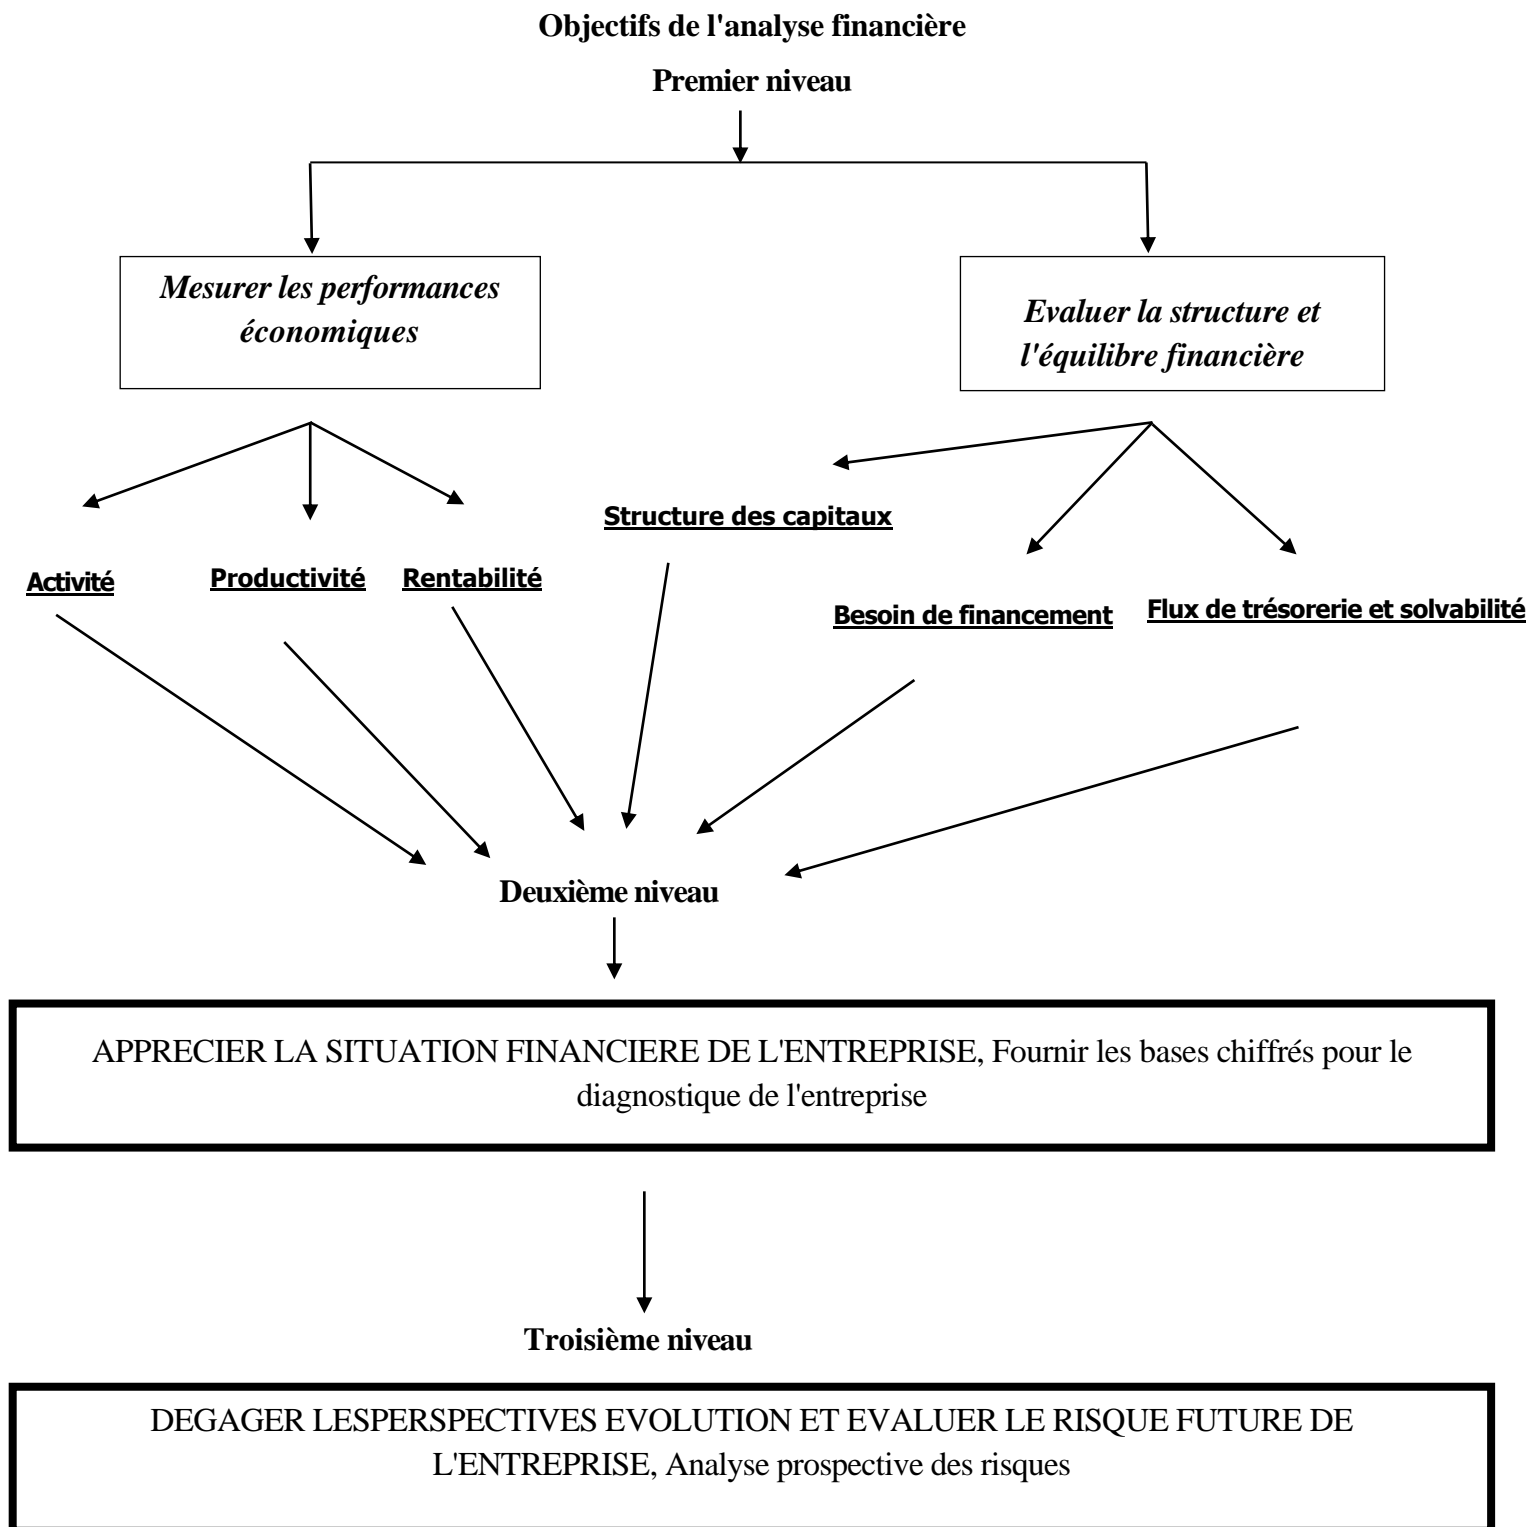 Objectifs de l'analyse financière
Premier niveau
Mesurer les performances
économiques
Evaluer la structure et
l'équilibre financière
Structure des capitaux
Activité
Productivité
Rentabilité
Besoin de financement
Flux de trésorerie et solvabilité
Deuxième niveau
APPRECIER LA SITUATION FINANCIERE DE L'ENTREPRISE, Fournir les bases chiffrés pour le
diagnostique de l'entreprise
Troisième niveau
DEGAGER LESPERSPECTIVES EVOLUTION ET EVALUER LE RISQUE FUTURE DE
L'ENTREPRISE, Analyse prospective des risques